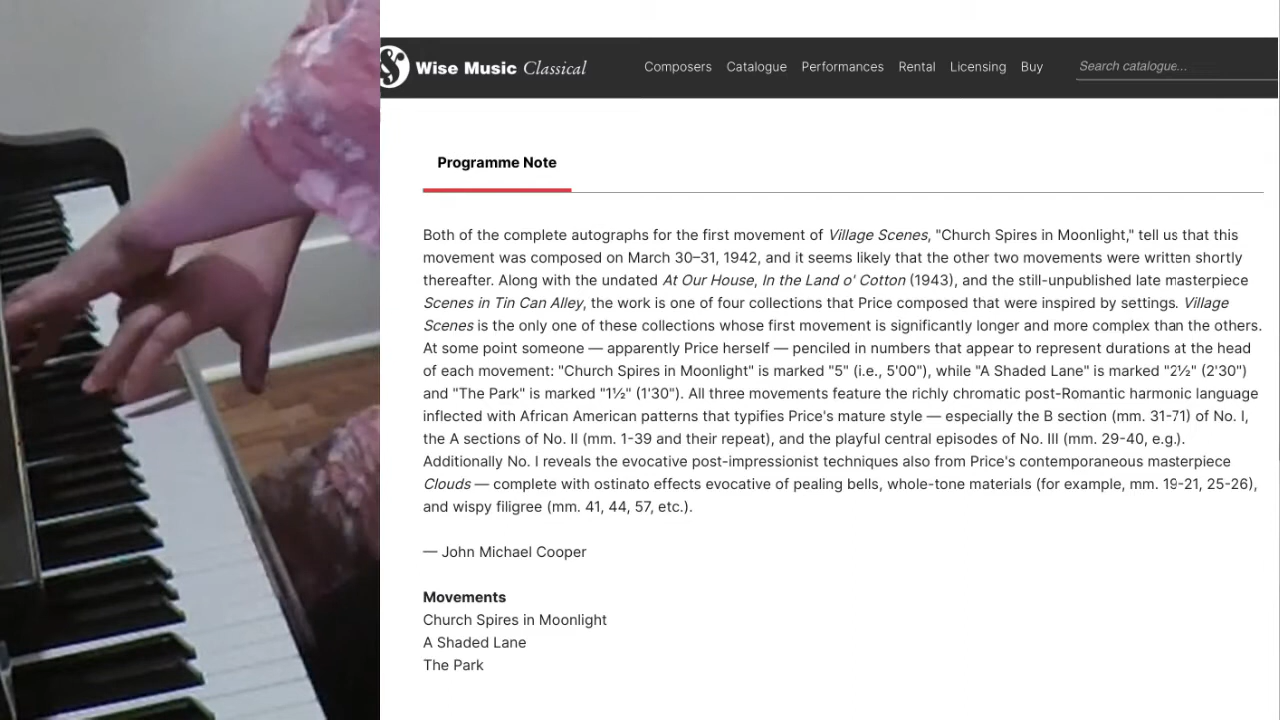 Wise Music Classical
Composers Catalogue Performances Rental Licensing Buy Search catalogue...
Programme Note
Both of the complete autographs for the first movement of Village Scenes, "Church Spires in Moonlight," tell us that this
movement was composed on March 30–31, 1942, and it seems likely that the other two movements were written shortly
thereafter. Along with the undated At Our House, In the Land o' Cotton (1943), and the still-unpublished late masterpiece
Scenes in Tin Can Alley, the work is one of four collections that Price composed that were inspired by settings. Village
Scenes is the only one of these collections whose first movement is significantly longer and more complex than the others.
At some point someone — apparently Price herself — penciled in numbers that appear to represent durations at the head
of each movement: "Church Spires in Moonlight" is marked "5" (i.e., 5'00"), while "A Shaded Lane" is marked "2½" (2'30")
and "The Park" is marked "1½" (1'30"). All three movements feature the richly chromatic post-Romantic harmonic language
inflected with African American patterns that typifies Price's mature style — especially the B section (mm. 31-71) of No. I,
the A sections of No. II (mm. 1-39 and their repeat), and the playful central episodes of No. III (mm. 29-40, e.g.).
Additionally No. I reveals the evocative post-impressionist techniques also from Price's contemporaneous masterpiece
Clouds — complete with ostinato effects evocative of pealing bells, whole-tone materials (for example, mm. 19-21, 25-26),
and wispy filigree (mm. 41, 44, 57, etc.).
— John Michael Cooper
Movements
Church Spires in Moonlight
A Shaded Lane
The Park